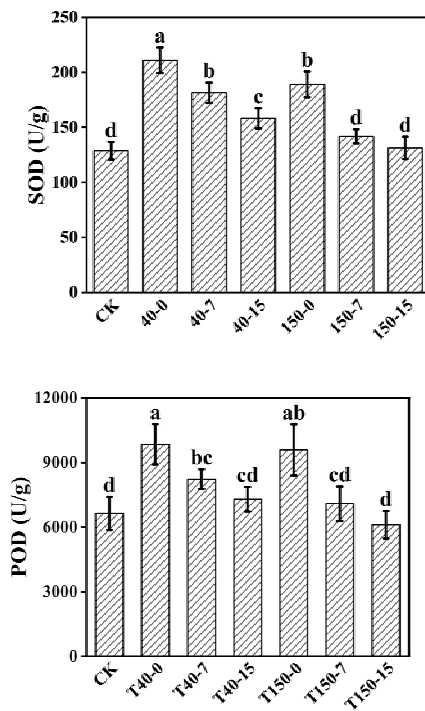 250
a
200
b
b
c
150
d
d
d
100
50
0
SOD (U/g)
CK
40-0
40-7
40-15
150-0
150-7
150-15
12000
a
ab
9000
bc
cd
cd
d
d
6000
3000
0
POD (U/g)
CK
T40-0
T40-7
T40-15
T150-0
T150-7
T150-15